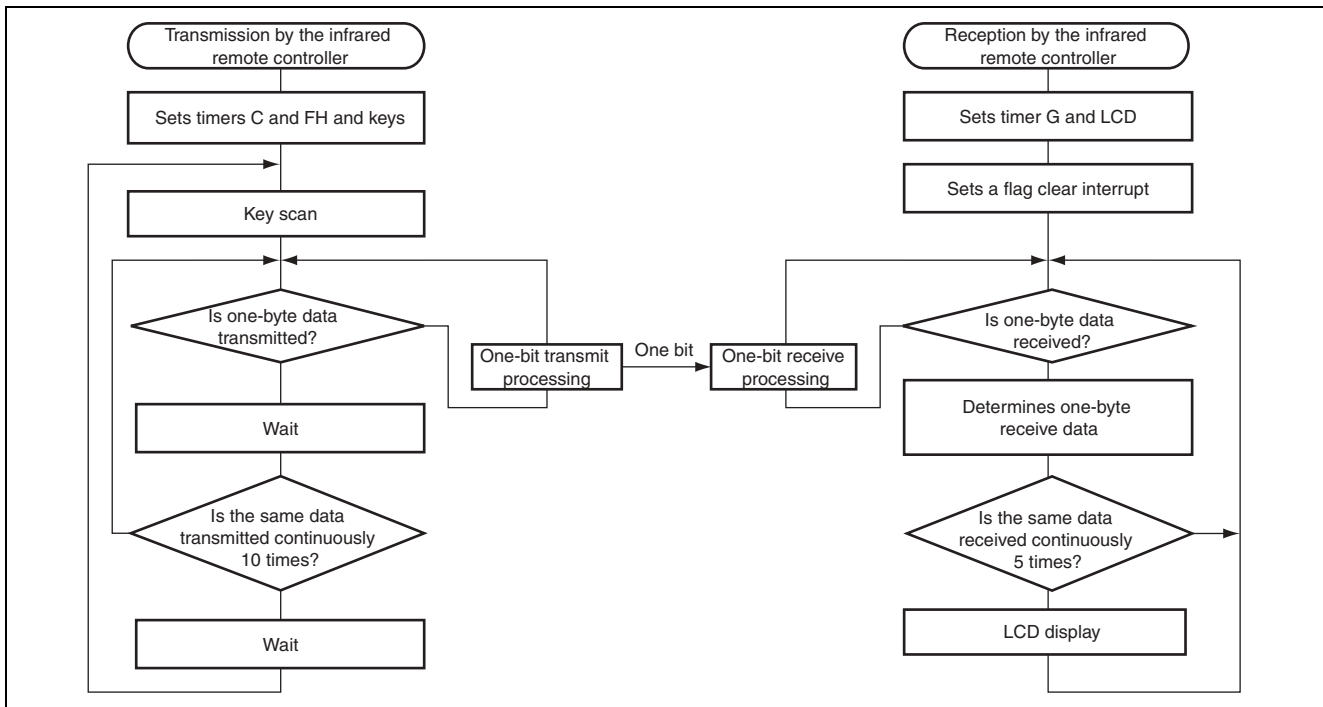 Transmission by the infrared
remote controller
Sets timers C and FH and keys
Key scan
Is one-byte data
transmitted?
One-bit transmit
processing
Wait
Is the same data
transmitted continuously
10 times?
Wait
One bit
Reception by the infrared
remote controller
Sets timer G and LCD
Sets a flag clear interrupt
Is one-byte data
received?
One-bit receive
processing
Determines one-byte
receive data
Is the same data
received continuously
5 times?
LCD display